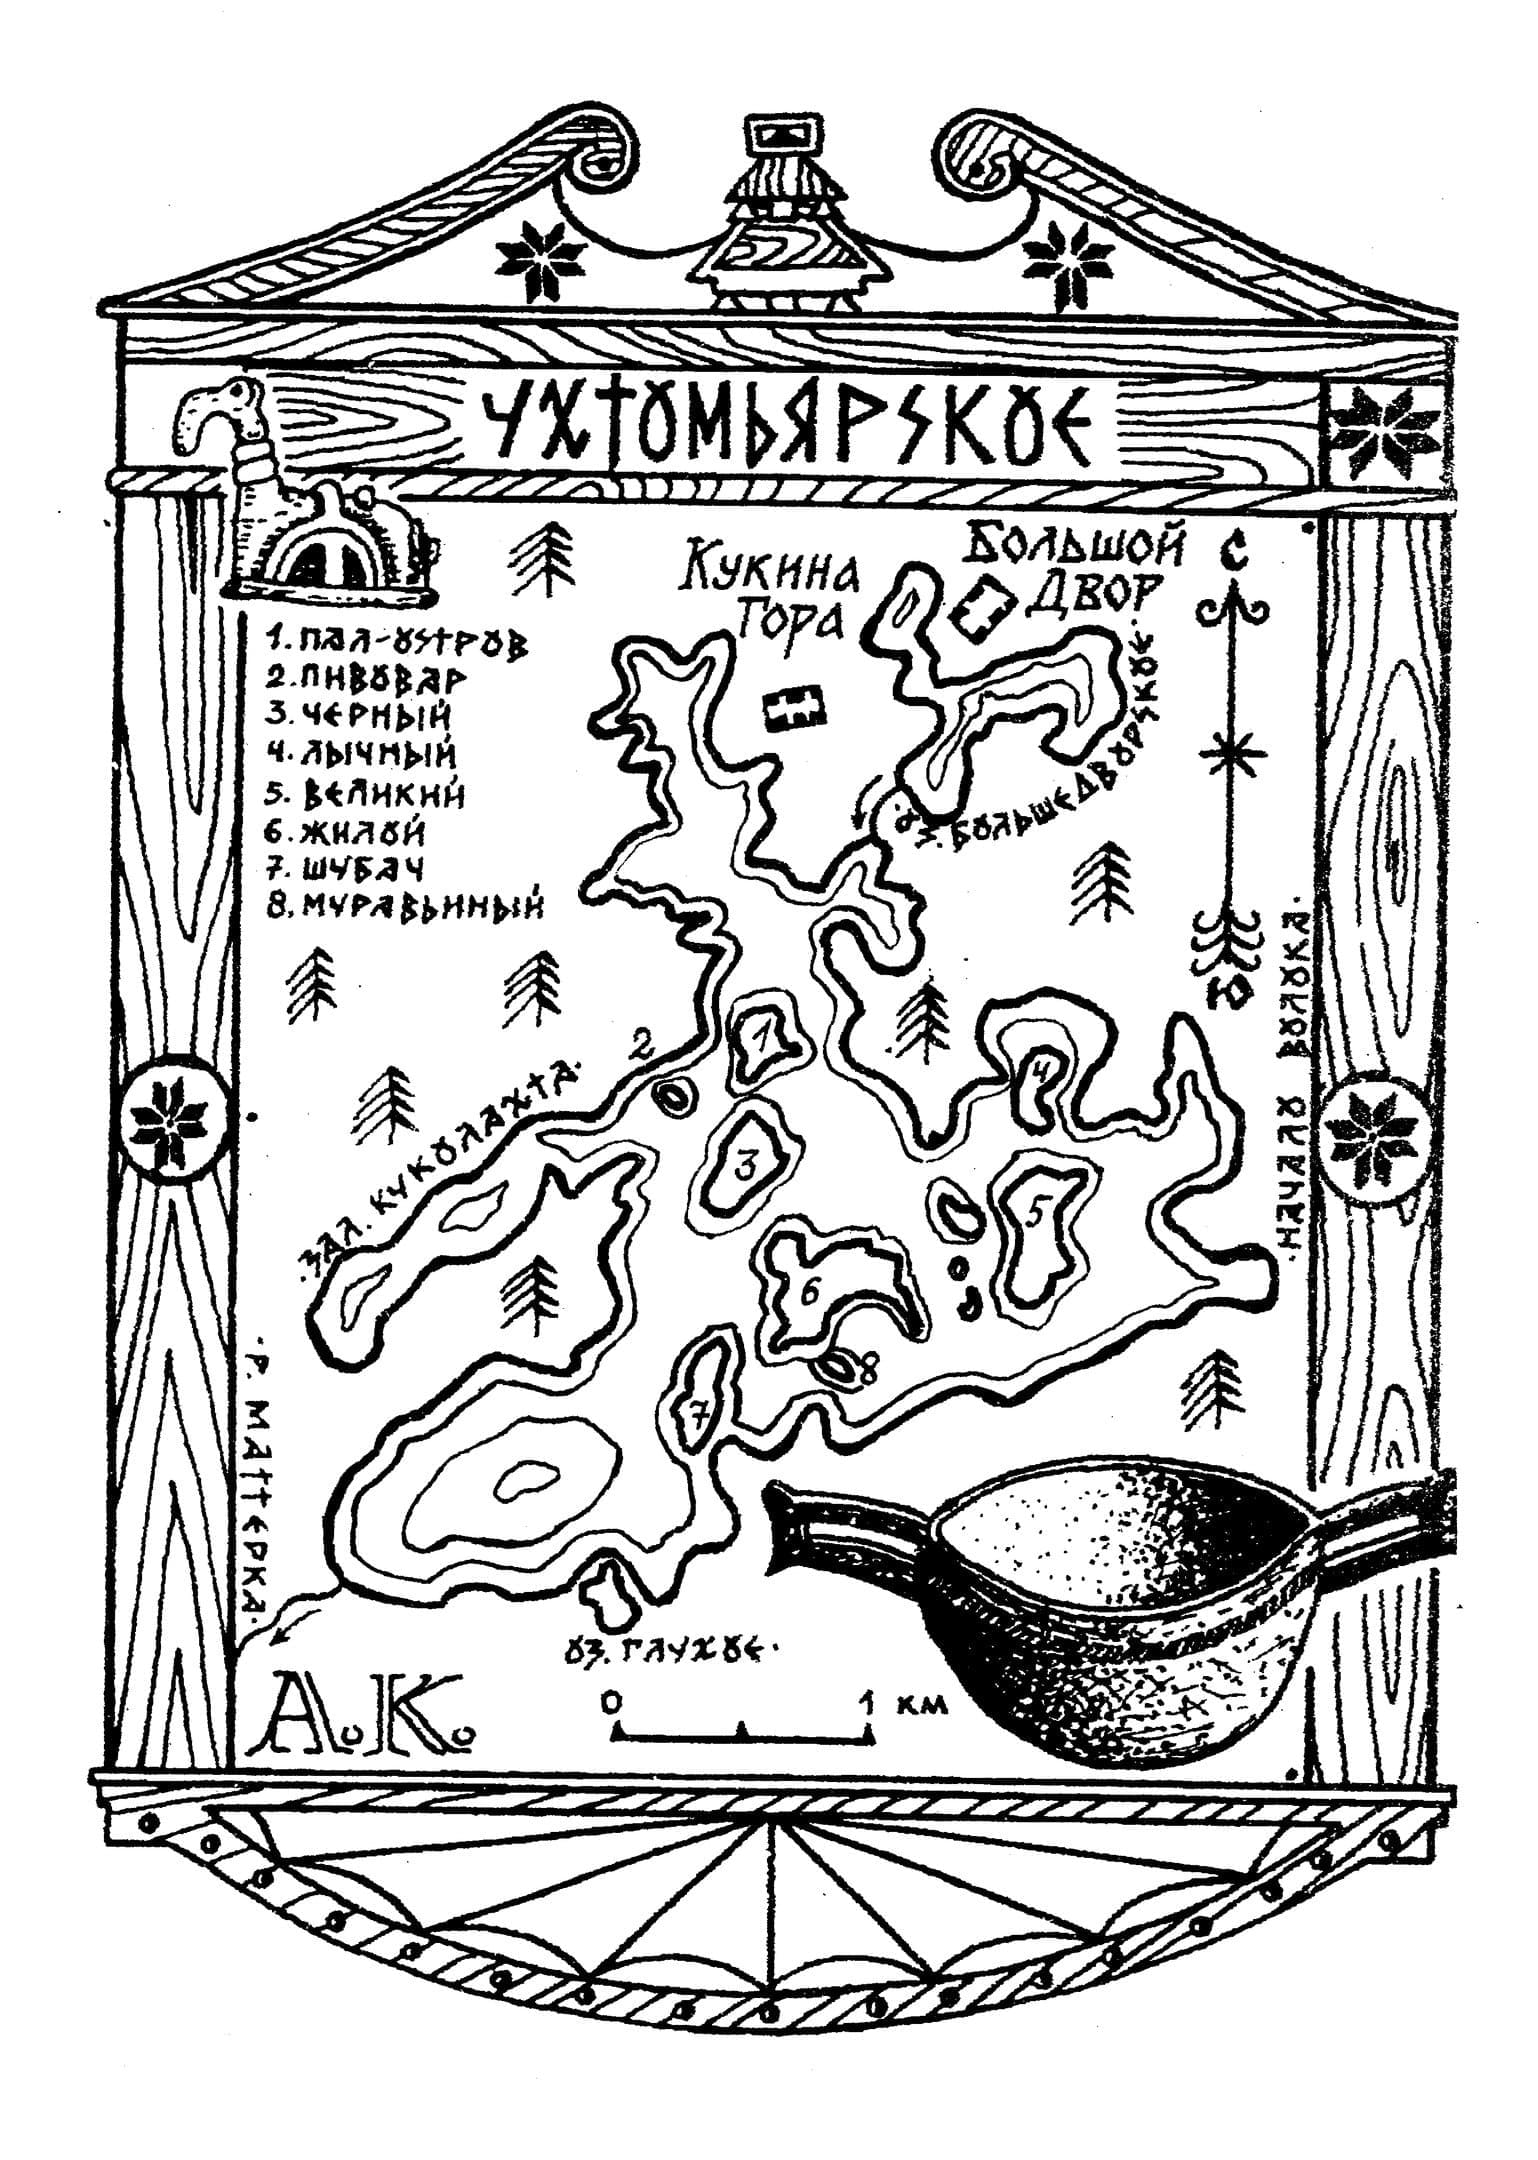 УХТОМЬЯРСКОЕ
КУКИНА
ГОРА
БОЛЬШОЙ
ДВОР
С
1. ПАЛ-ОСТРОВ
2. ПИВОВАР
3. ЧЕРНЫЙ
4. ЛЫЧНЫЙ
5. ВЕЛИКИЙ
6. ЖИЛОЙ
7. ШУБАЧ
8. МУРАВЬИНЫЙ
ОЗ. БОЛЬШЕДВОРСКОЕ.
Ю
.НАЧАЛО ВОЛОКА.
.ЗАЛ. КУКОЛАХТА.
1
2
3
4
5
6
7
8
.Р. МАТТЕРКА.
ОЗ. ГЛУХОЕ.
А.К.
0 1 КМ